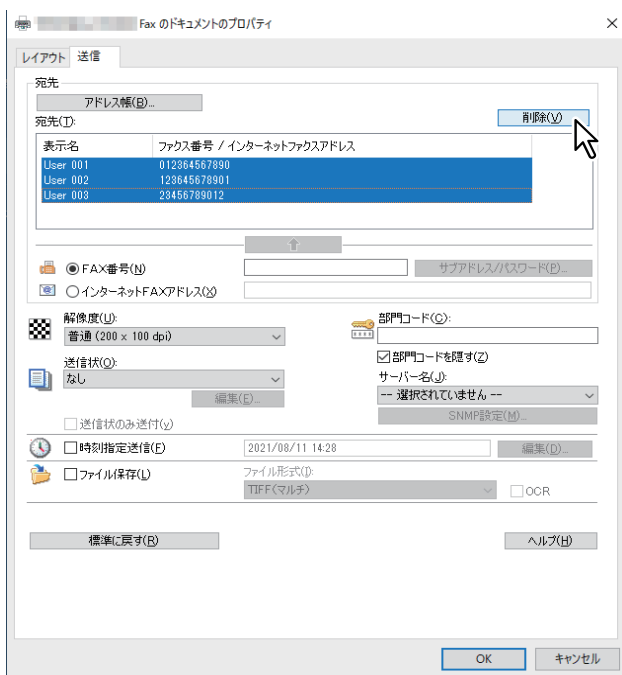 Fax のドキュメントのプロパティ
レイアウト 送信
宛先
アドレス帳(B)...
宛先(T):
削除(V)
表示名 ファクス番号 / インターネットファクスアドレス
User 001 012364567890
User 002 123645678901
User 003 23456789012
FAX番号(N)
サブアドレス/パスワード(P)...
インターネットFAXアドレス(X)
解像度(U):
部門コード(C):
普通 (200 x 100 dpi)
部門コードを隠す(Z)
送信状(O):
サーバー名(J):
なし
-- 選択されていません --
編集(E)...
SNMP設定(M)...
送信状のみ送付(y)
時刻指定送信(F) 2021/08/11 14:28 編集(D)...
ファイル保存(L) ファイル形式(I):
TIFF(マルチ) OCR
標準に戻す(R) ヘルプ(H)
OK キャンセル